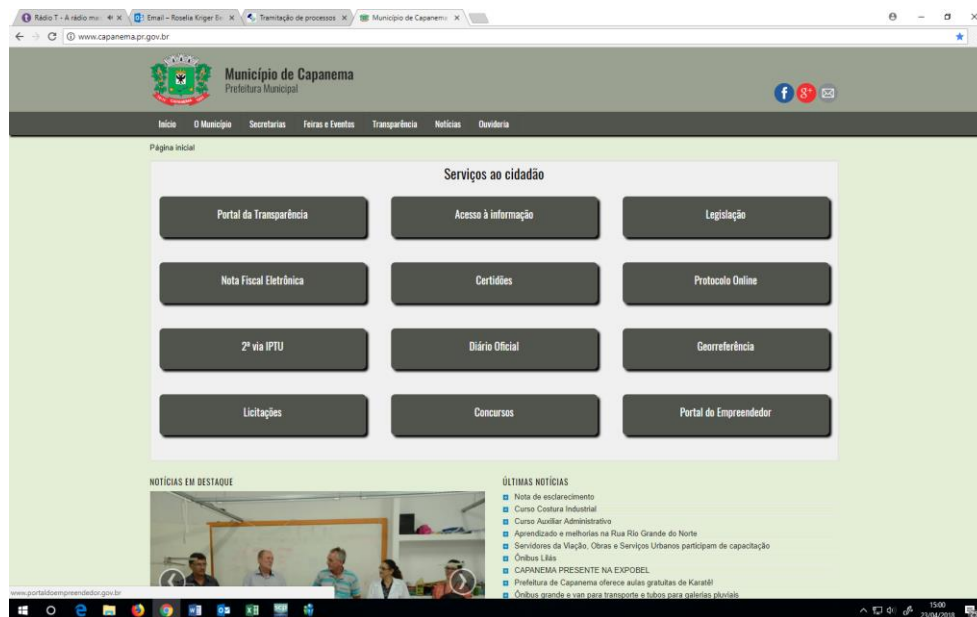 Rádio T - A rádio ma
Email – Roselia Kriger Be
Tramitação de processos
Município de Capanema
www.capanema.pr.gov.br
Município de Capanema
Prefeitura Municipal
Início O Município Secretarias Feiras e Eventos Transparência Notícias Ouvidoria
Página inicial
Serviços ao cidadão
Portal da Transparência Acesso à informação Legislação
Nota Fiscal Eletrônica Certidões Protocolo Online
2ª via IPTU Diário Oficial Georreferência
Licitações Concursos Portal do Empreendedor
NOTÍCIAS EM DESTAQUE
ÚLTIMAS NOTÍCIAS
Nota de esclarecimento
Curso Costura Industrial
Curso Auxiliar Administrativo
Aprendizado e melhorias na Rua Rio Grande do Norte
Servidores da Viação, Obras e Serviços Urbanos participam de capacitação
Ônibus Lilás
CAPANEMA PRESENTE NA EXPOBEL
Prefeitura de Capanema oferece aulas gratuitas de Karatê!
Ônibus grande e van para transporte e tubos para galerias pluviais
www.portaldoempreendedor.gov.br
15:00
23/04/2018